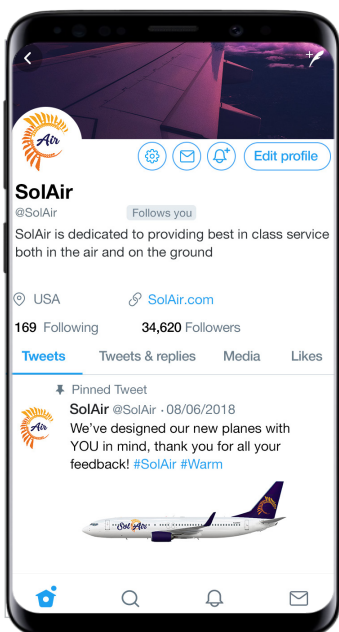 Air
Edit profile
SolAir
@SolAir Follows you
SolAir is dedicated to providing best in class service
both in the air and on the ground
USA SolAir.com
169 Following 34,620 Followers
Tweets Tweets & replies Media Likes
Pinned Tweet
SolAir @SolAir · 08/06/2018
Air
We've designed our new planes with
YOU in mind, thank you for all your
feedback! #SolAir #Warm
SolAir